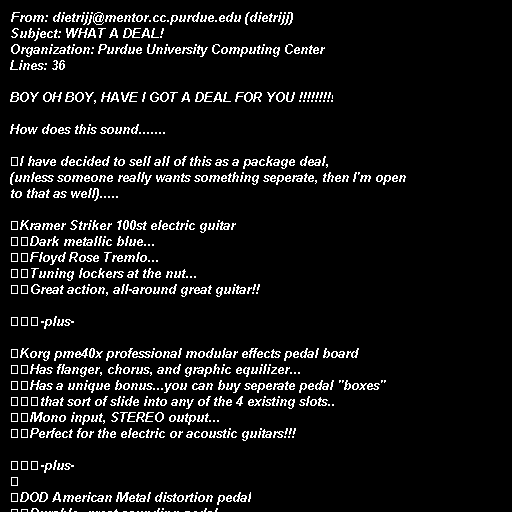 From: dietrijj@mentor.cc.purdue.edu (dietrijj)
Subject: WHAT A DEAL!
Organization: Purdue University Computing Center
Lines: 36

BOY OH BOY, HAVE I GOT A DEAL FOR YOU !!!!!!!!!

How does this sound.......

I have decided to sell all of this as a package deal,
(unless someone really wants something seperate, then I'm open
to that as well).....

Kramer Striker 100st electric guitar
Dark metallic blue...
Floyd Rose Tremlo...
Tuning lockers at the nut...
Great action, all-around great guitar!!

-plus-

Korg pme40x professional modular effects pedal board
Has flanger, chorus, and graphic equilizer...
Has a unique bonus...you can buy seperate pedal "boxes"
that sort of slide into any of the 4 existing slots..
Mono input, STEREO output...
Perfect for the electric or acoustic guitars!!!

-plus-

DOD American Metal distortion pedal
Durable, great sounding pedal